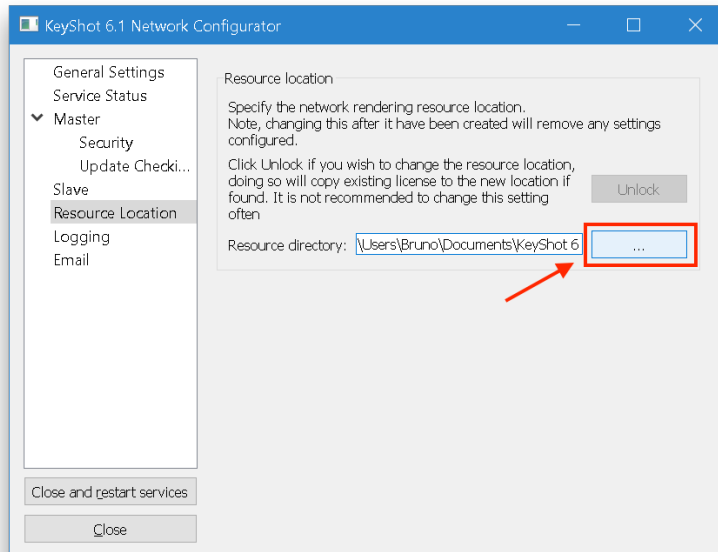 KeyShot 6.1 Network Configurator
General Settings
Service Status
Master
Security
Update Checki...
Slave
Resource Location
Logging
Email
Resource location
Specify the network rendering resource location.
Note, changing this after it have been created will remove any settings
configured.
Click Unlock if you wish to change the resource location,
doing so will copy existing license to the new location if
found. It is not recommended to change this setting
often
Unlock
Resource directory: \Users\Bruno\Documents\KeyShot 6 ...
Close and restart services
Close